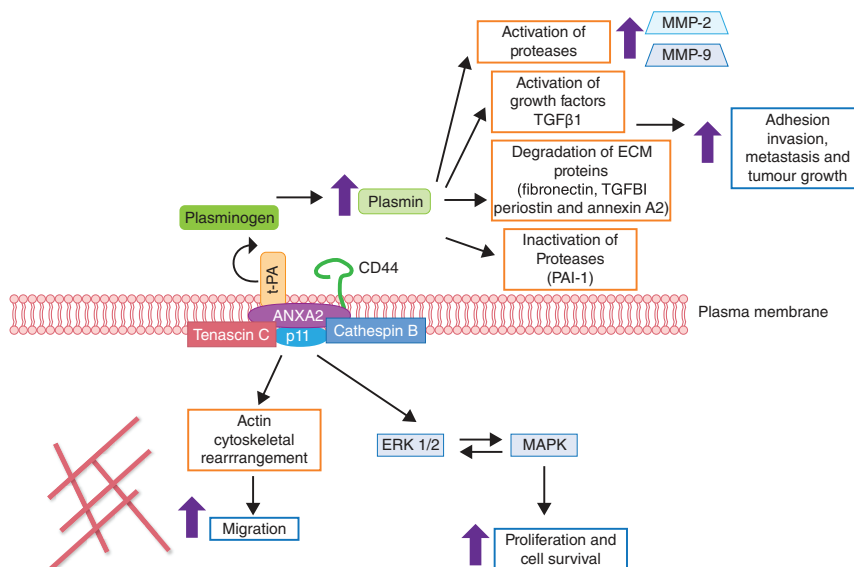 Activation of
proteases
MMP-2
MMP-9
Activation of
growth factors
TGFβ1
Adhesion
invasion,
metastasis and
tumour growth
Degradation of ECM
proteins
(fibronectin, TGFBI
periostin and annexin A2)
Plasminogen
Plasmin
Inactivation of
Proteases
(PAI-1)
t-PA
CD44
ANXA2
Plasma membrane
Tenascin C
p11
Cathespin B
Actin
cytoskeletal
rearrrangement
ERK 1/2
MAPK
Migration
Proliferation and
cell survival